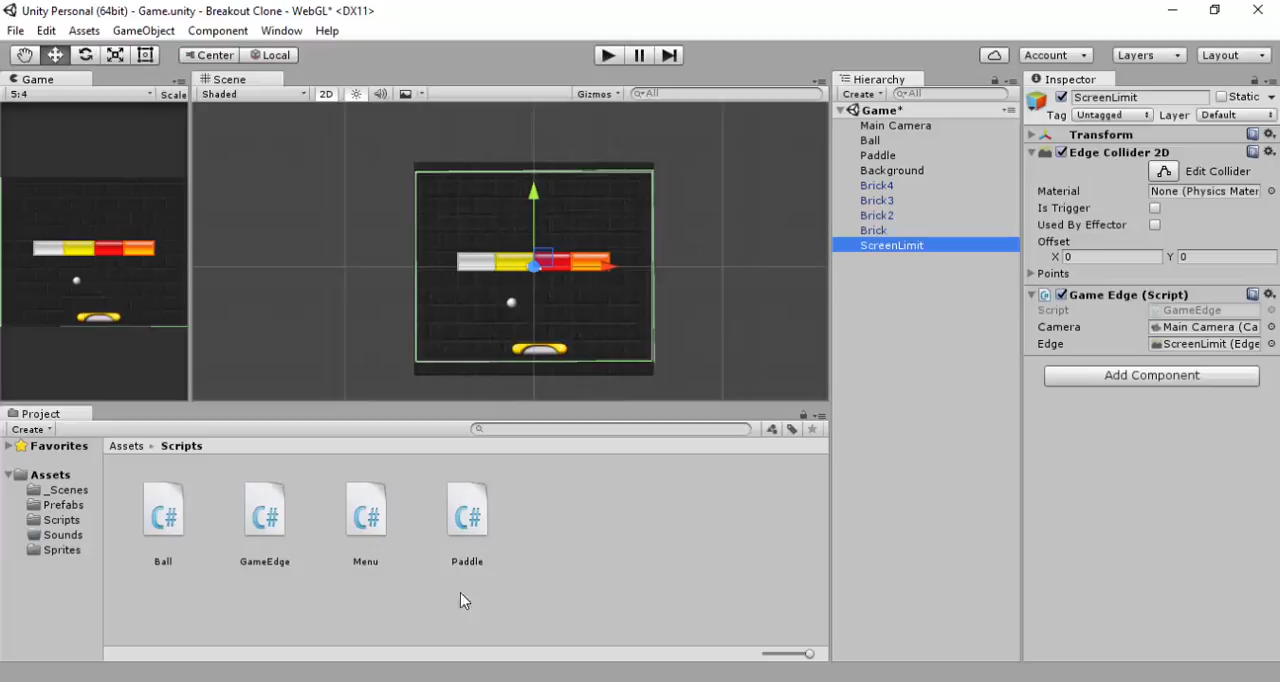 Unity Personal (64bit) - Game.unity - Breakout Clone - WebGL* <DX11>
File Edit Assets GameObject Component Window Help
Center Local Account Layers Layout
Game
5:4 Scale
Scene
Shaded 2D Gizmos All
Hierarchy
Create All
Game*
Main Camera
Ball
Paddle
Background
Brick4
Brick3
Brick2
Brick
ScreenLimit
Inspector
ScreenLimit Static
Tag Untagged Layer Default
Transform
Edge Collider 2D
Edit Collider
Material None (Physics Mater
Is Trigger
Used By Effector
Offset
X 0 Y 0
Points
Game Edge (Script)
Script GameEdge
Camera Main Camera (Ca
Edge ScreenLimit (Edge
Add Component
Project
Create
Favorites
Assets
_Scenes
Prefabs
Scripts
Sounds
Sprites
Assets Scripts
C# C# C# C#
Ball GameEdge Menu Paddle